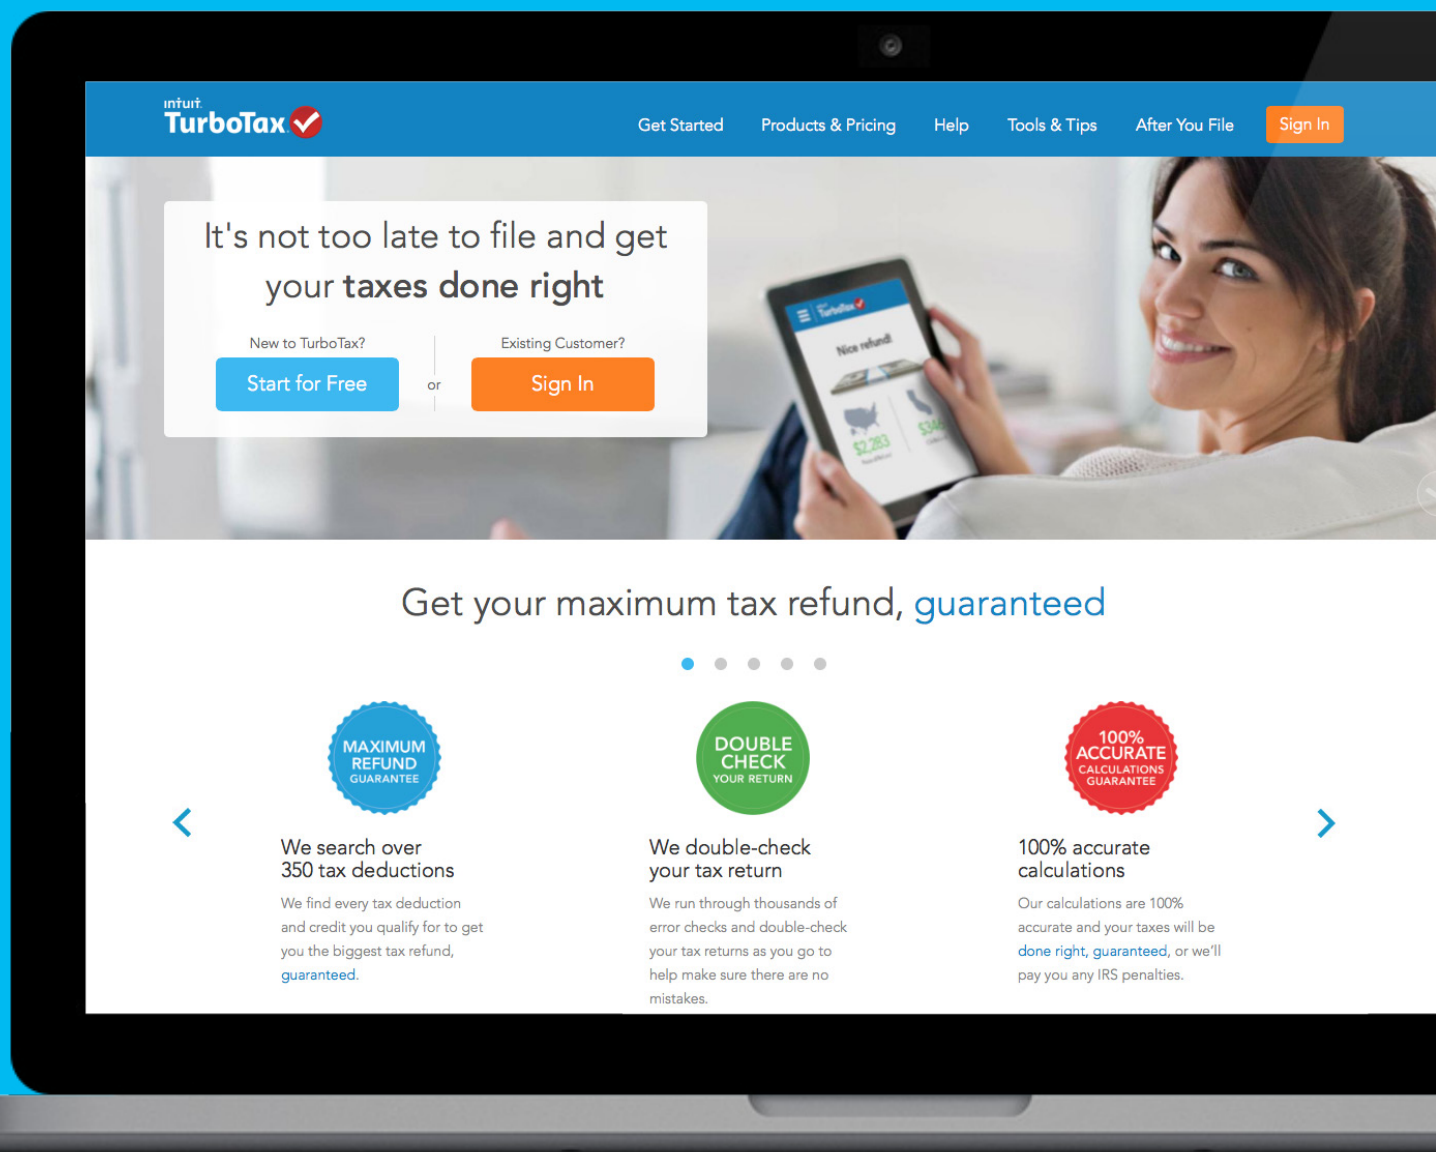 ıntuıt.
TurboTax
Get Started
Products & Pricing
Help
Tools & Tips
After You File
Sign In
It's not too late to file and get
your taxes done right
New to TurboTax?
Existing Customer?
Start for Free
or
Sign In
TurboTax
Nice refund!
$2,283
Get your maximum tax refund, guaranteed
MAXIMUM
REFUND
GUARANTEE
We search over
350 tax deductions
We find every tax deduction
and credit you qualify for to get
you the biggest tax refund,
guaranteed.
DOUBLE
CHECK
YOUR RETURN
We double-check
your tax return
We run through thousands of
error checks and double-check
your tax returns as you go to
help make sure there are no
mistakes.
100%
ACCURATE
CALCULATIONS
GUARANTEE
100% accurate
calculations
Our calculations are 100%
accurate and your taxes will be
done right, guaranteed, or we'll
pay you any IRS penalties.